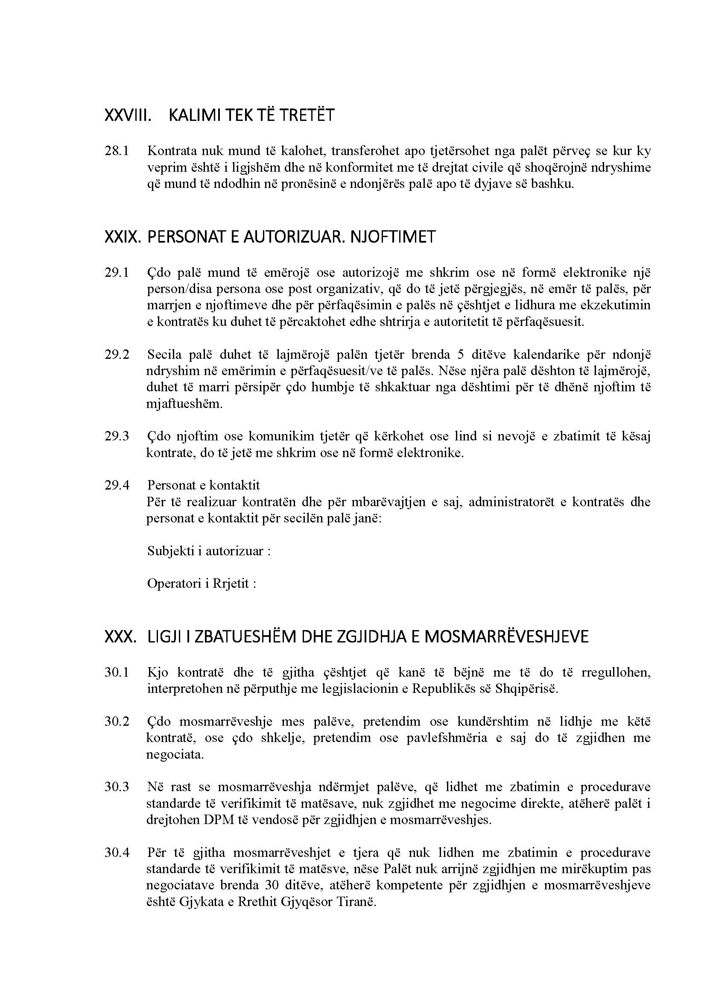 XXVIII. KALIMI TEK TË TRETËT
28.1 Kontrata nuk mund të kalohet, transferohet apo tjetërsohet nga palët përveç se kur ky
veprim është i ligjshëm dhe në konformitet me të drejtat civile që shoqërojnë ndryshime
që mund të ndodhin në pronësinë e ndonjërës palë apo të dyjave së bashku.
XXIX. PERSONAT E AUTORIZUAR. NJOFTIMET
29.1 Çdo palë mund të emërojë ose autorizojë me shkrim ose në formë elektronike një
person/disa persona ose post organizativ, që do të jetë përgjegjës, në emër të palës, për
marrjen e njoftimeve dhe për përfaqësimin e palës në çështjet e lidhura me ekzekutimin
e kontratës ku duhet të përcaktohet edhe shtrirja e autoritetit të përfaqësuesit.
29.2 Secila palë duhet të lajmërojë palën tjetër brenda 5 ditëve kalendarike për ndonjë
ndryshim në emërimin e përfaqësuesit/ve të palës. Nëse njëra palë dështon të lajmërojë,
duhet të marri përsipër çdo humbje të shkaktuar nga dështimi për të dhënë njoftim të
mjaftueshëm.
29.3 Çdo njoftim ose komunikim tjetër që kërkohet ose lind si nevojë e zbatimit të kësaj
kontrate, do të jetë me shkrim ose në formë elektronike.
29.4 Personat e kontaktit
Për të realizuar kontratën dhe për mbarëvajtjen e saj, administratorët e kontratës dhe
personat e kontaktit për secilën palë janë:
Subjekti i autorizuar :
Operatori i Rrjetit :
XXX. LIGJI I ZBATUESHËM DHE ZGJIDHJA E MOSMARRËVESHJEVE
30.1 Kjo kontratë dhe të gjitha çështjet që kanë të bëjnë me të do të rregullohen,
interpretohen në përputhje me legjislacionin e Republikës së Shqipërisë.
30.2 Çdo mosmarrëveshje mes palëve, pretendim ose kundërshtim në lidhje me këtë
kontratë, ose çdo shkelje, pretendim ose pavlefshmëria e saj do të zgjidhen me
negociata.
30.3 Në rast se mosmarrëveshja ndërmjet palëve, që lidhet me zbatimin e procedurave
standarde të verifikimit të matësave, nuk zgjidhet me negocime direkte, atëherë palët i
drejtohen DPM të vendosë për zgjidhjen e mosmarrëveshjes.
30.4 Për të gjitha mosmarrëveshjet e tjera që nuk lidhen me zbatimin e procedurave
standarde të verifikimit të matësve, nëse Palët nuk arrijnë zgjidhjen me mirëkuptim pas
negociatave brenda 30 ditëve, atëherë kompetente për zgjidhjen e mosmarrëveshjeve
është Gjykata e Rrethit Gjyqësor Tiranë.